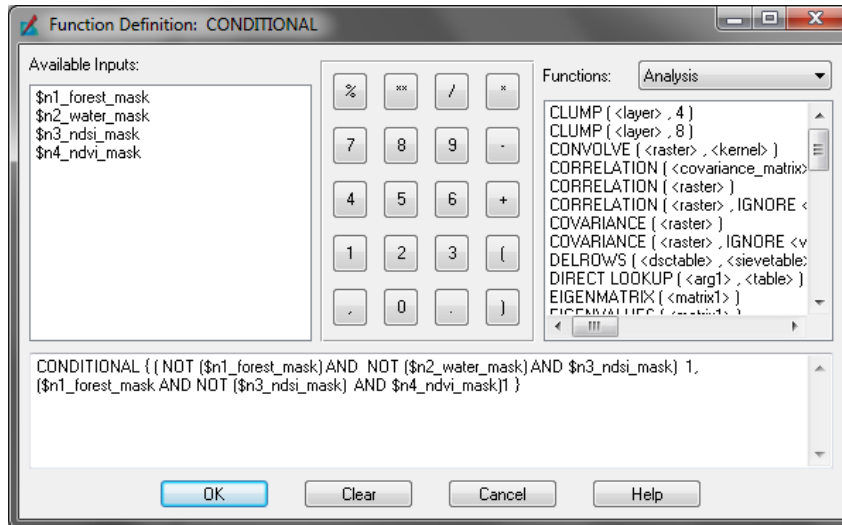 Function Definition: CONDITIONAL
Available Inputs:
$n1_forest_mask
$n2_water_mask
$n3_ndsi_mask
$n4_ndvi_mask
% ** / *
7 8 9 -
4 5 6 +
1 2 3 (
, 0 . )
Functions: Analysis
CLUMP ( <layer> , 4 )
CLUMP ( <layer> , 8 )
CONVOLVE ( <raster> , <kernel> )
CORRELATION ( <covariance_matrix>
CORRELATION ( <raster> )
CORRELATION ( <raster> , IGNORE <
COVARIANCE ( <raster> )
COVARIANCE ( <raster> , IGNORE <v
DELROWS ( <dsctable> , <sievetable>
DIRECT LOOKUP ( <arg1> , <table> )
EIGENMATRIX ( <matrix1> )
EIGENVALUES ( <matrix1> )
CONDITIONAL { ( NOT ($n1_forest_mask) AND NOT ($n2_water_mask) AND $n3_ndsi_mask) 1,
($n1_forest_mask AND NOT ($n3_ndsi_mask) AND $n4_ndvi_mask)1 }
OK Clear Cancel Help